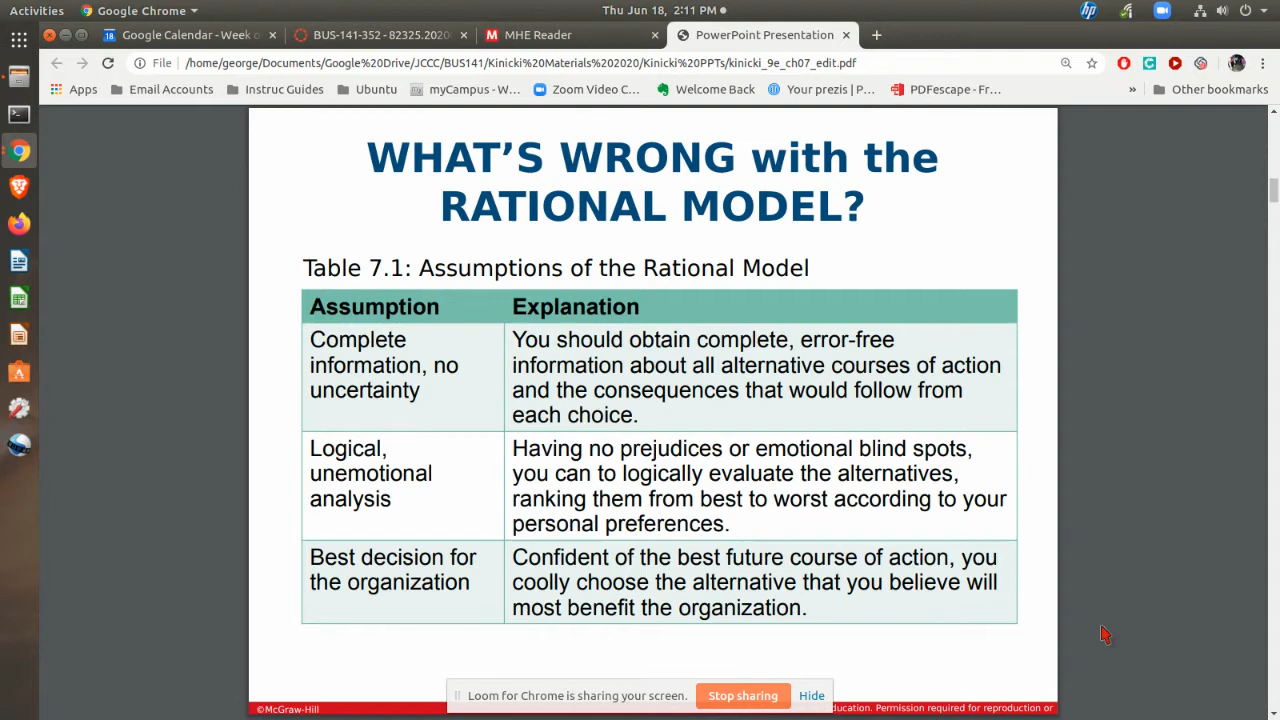 Activities Google Chrome Thu Jun 18, 2:11 PM
Google Calendar - Week o BUS-141-352 - 82325.2020 MHE Reader PowerPoint Presentation
File /home/george/Documents/Google%20Drive/JCCC/BUS141/Kinicki%20Materials%202020/Kinicki%20PPTs/kinicki_9e_ch07_edit.pdf
Apps Email Accounts Instruc Guides Ubuntu myCampus - W... Zoom Video C... Welcome Back Your prezis | P... PDFescape - Fr... » Other bookmarks
WHAT'S WRONG with the
RATIONAL MODEL?
Table 7.1: Assumptions of the Rational Model
Assumption Explanation
Complete
information, no
uncertainty
You should obtain complete, error-free
information about all alternative courses of action
and the consequences that would follow from
each choice.
Logical,
unemotional
analysis
Having no prejudices or emotional blind spots,
you can to logically evaluate the alternatives,
ranking them from best to worst according to your
personal preferences.
Best decision for
the organization
Confident of the best future course of action, you
coolly choose the alternative that you believe will
most benefit the organization.
Loom for Chrome is sharing your screen. Stop sharing Hide
©McGraw-Hill ducation. Permission required for reproduction or